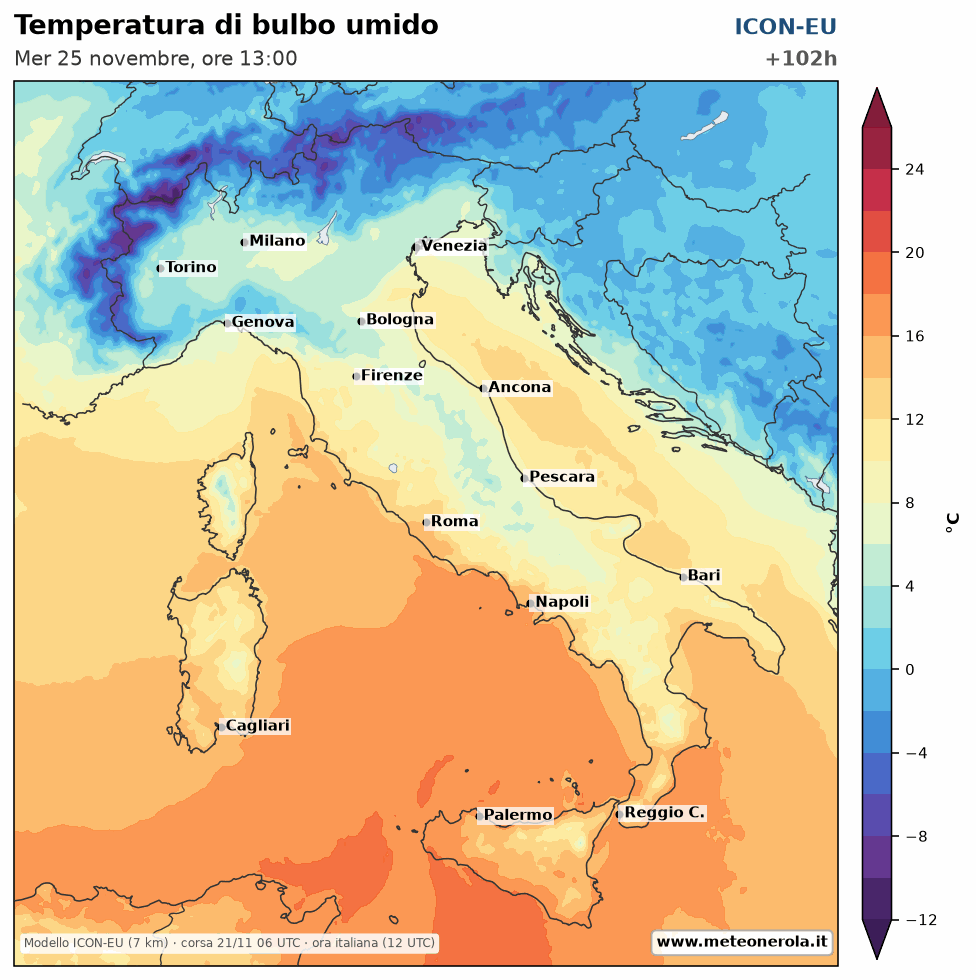 Temperatura di bulbo umido
ICON-EU
Mer 25 novembre, ore 13:00
+102h
Milano
Venezia
Torino
Genova
Bologna
Firenze
Ancona
Pescara
Roma
Bari
Napoli
Cagliari
Palermo
Reggio C.
24
20
16
12
8
4
0
−4
−8
−12
°C
Modello ICON-EU (7 km) · corsa 21/11 06 UTC · ora italiana (12 UTC)
www.meteonerola.it